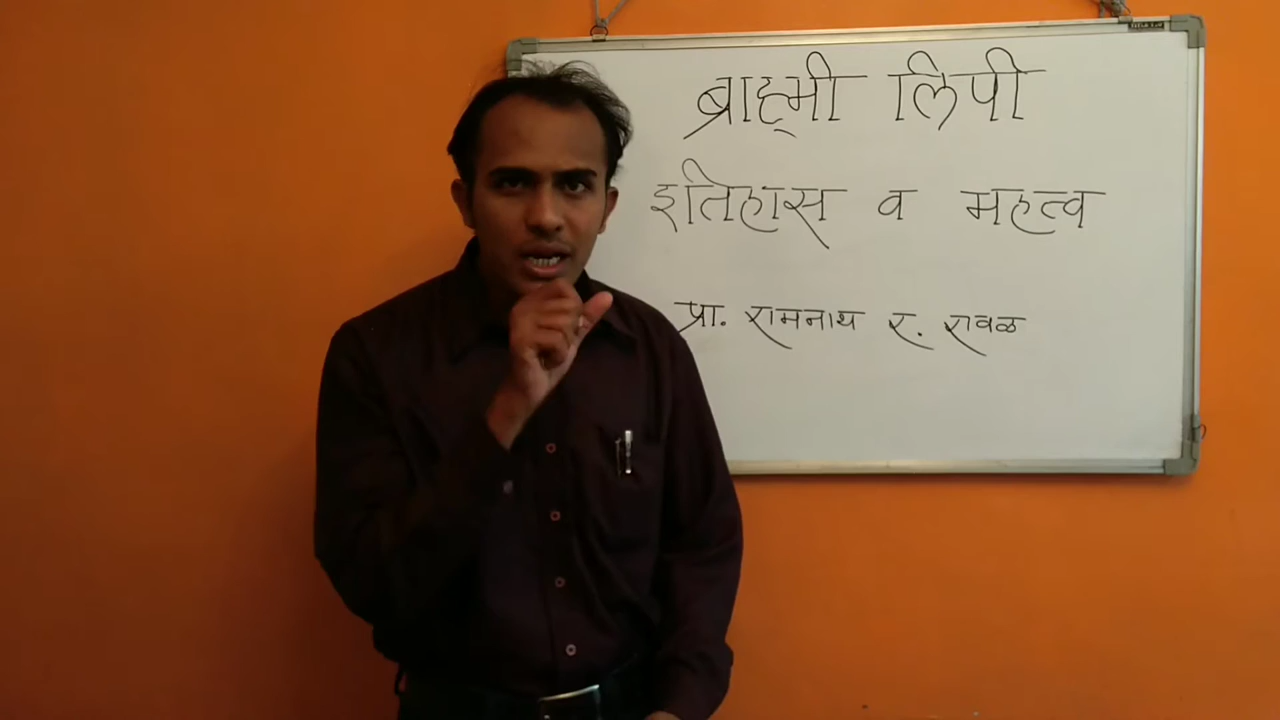 ब्राह्मी लिपी
इतिहास व महत्व
प्रा. रामनाथ र. रावळ